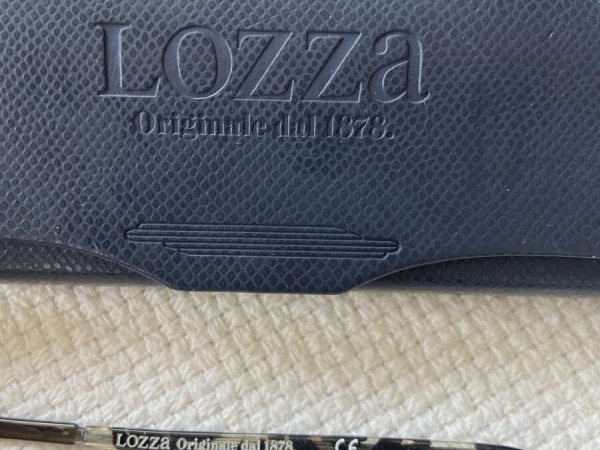 LOZZa
Originale dal 1878.
LOZZA Originale dal 1878 CE